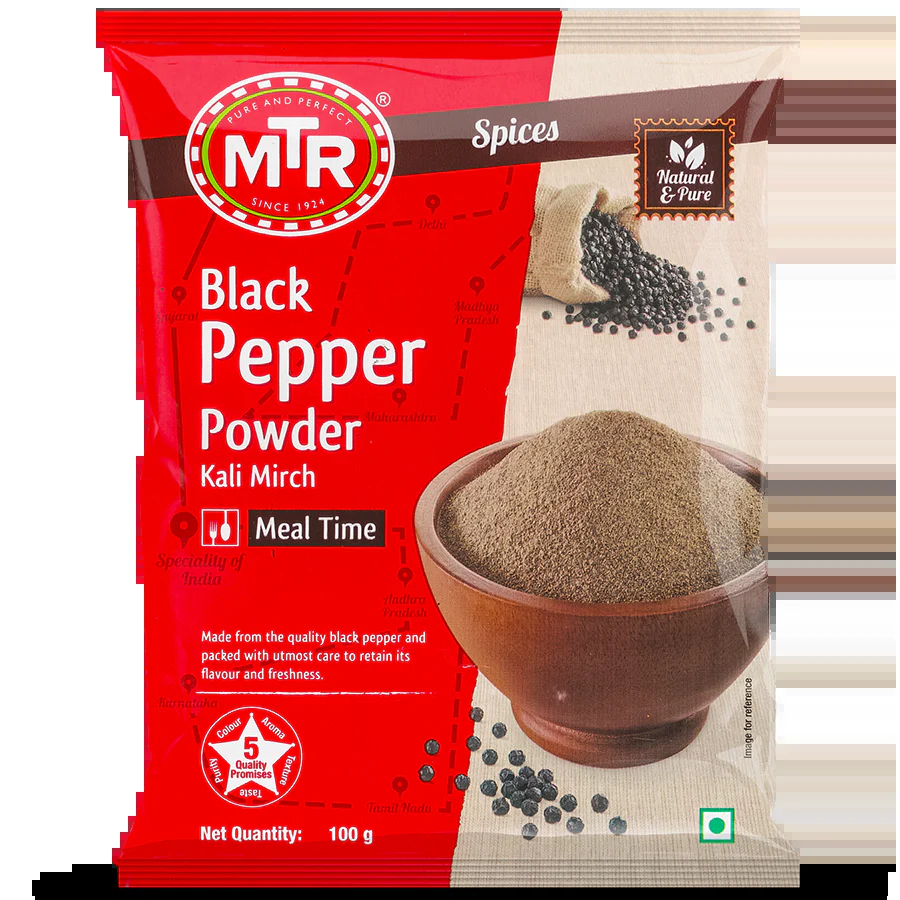 PURE AND PERFECT
MTR
®
SINCE 1924
Spices
Natural
& Pure
Delhi
Gujarat
Madhya
Pradesh
Black
Pepper
Maharashtra
Powder
Kali Mirch
Meal Time
Speciality of
India
Andhra
Pradesh
Made from the quality black pepper and
packed with utmost care to retain its
flavour and freshness.
Karnataka
Image for reference
Colour
Aroma
Texture
Taste
Purity
5
Quality
Promises
Tamil Nadu
Net Quantity: 100 g